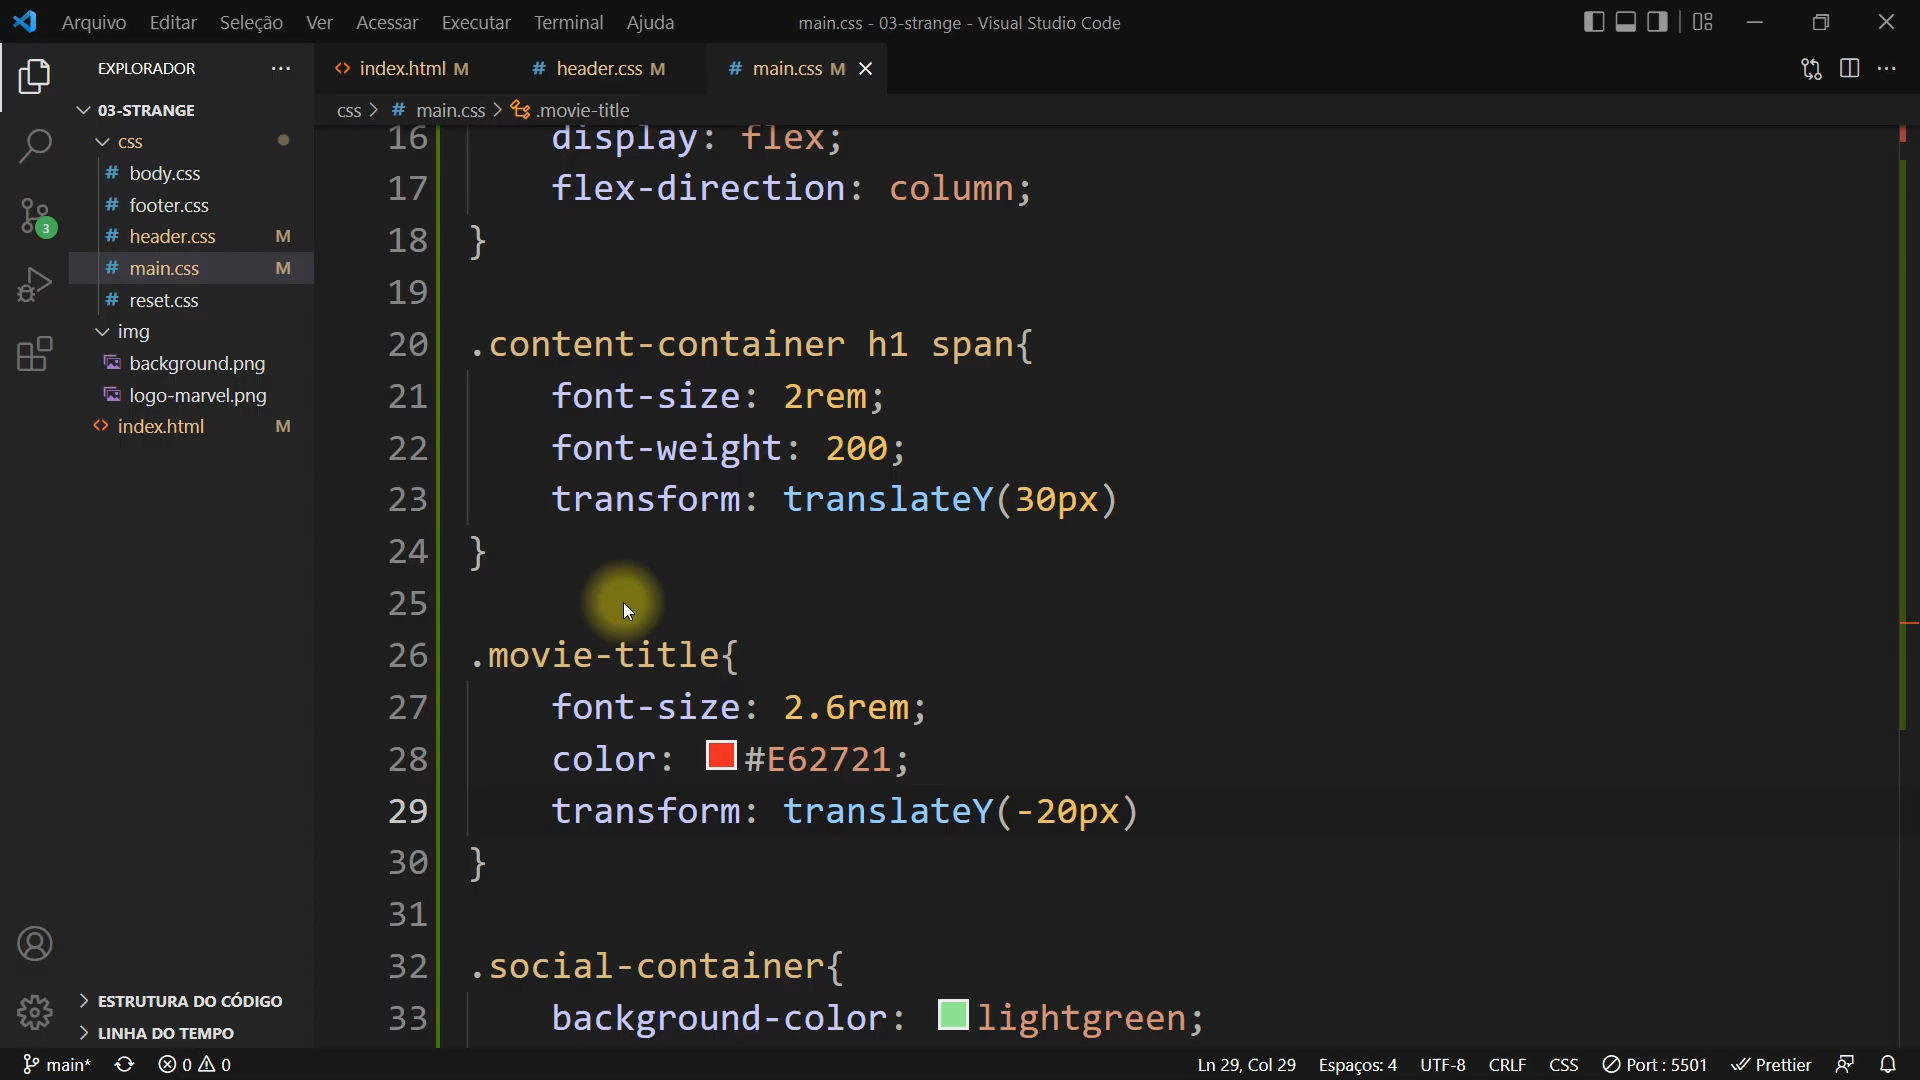 Arquivo Editar Seleção Ver Acessar Executar Terminal Ajuda
main.css - 03-strange - Visual Studio Code
EXPLORADOR
index.html M
header.css M
main.css M
03-STRANGE
css > # main.css > .movie-title
css
body.css
footer.css
header.css M
main.css M
reset.css
img
background.png
logo-marvel.png
index.html M
3
16 display: flex;
17 flex-direction: column;
18 }
19
20 .content-container h1 span{
21 font-size: 2rem;
22 font-weight: 200;
23 transform: translateY(30px)
24 }
25
26 .movie-title{
27 font-size: 2.6rem;
28 color: #E62721;
29 transform: translateY(-20px)
30 }
31
32 .social-container{
33 background-color: lightgreen;
ESTRUTURA DO CÓDIGO
LINHA DO TEMPO
main* 0 0 Ln 29, Col 29 Espaços: 4 UTF-8 CRLF CSS Port : 5501 Prettier